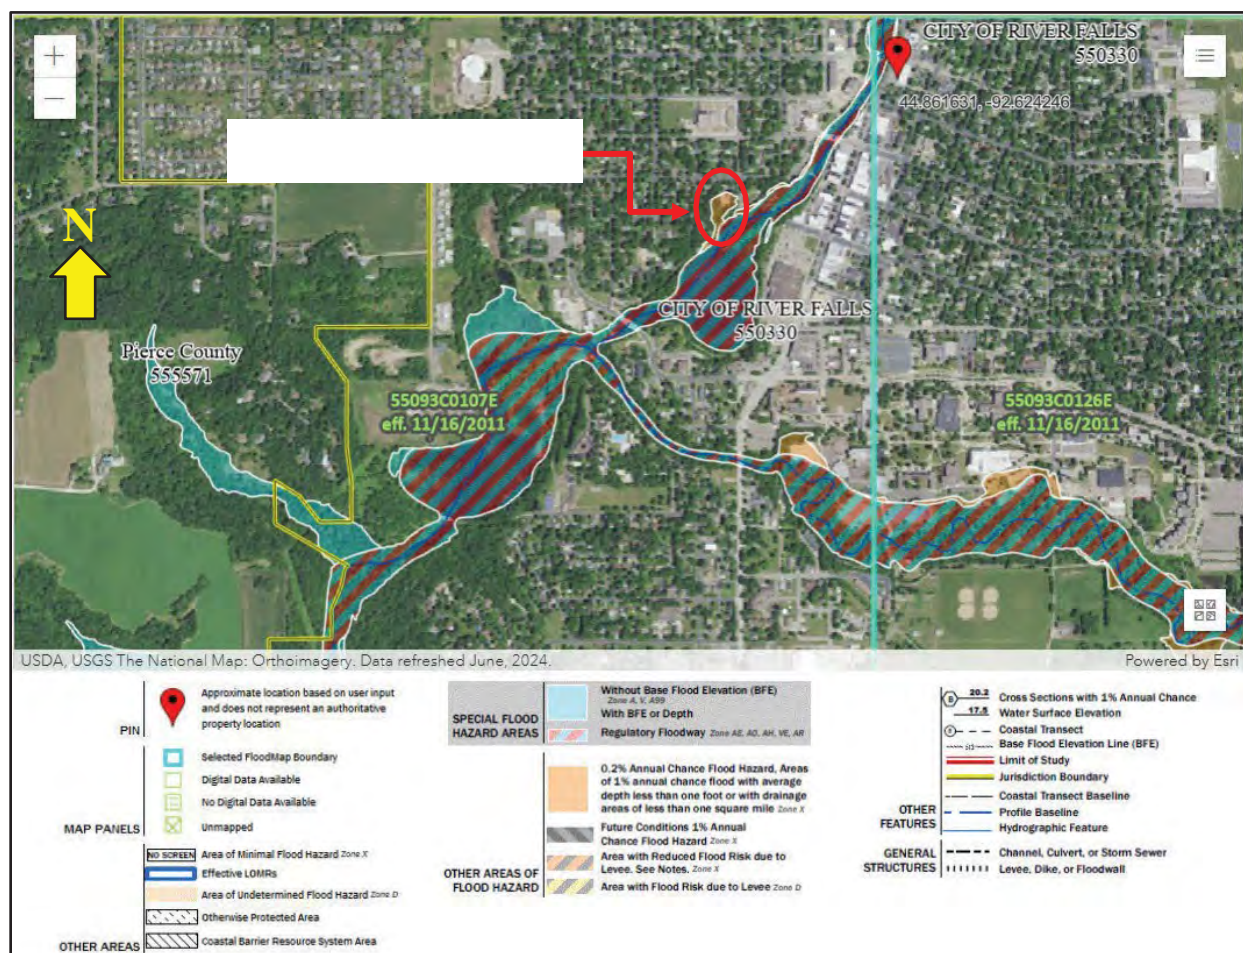 +
−
CITY OF RIVER FALLS
550330
44.861631, -92.624246
N
CITY OF RIVER FALLS
550330
Pierce County
555571
55093C0107E
eff. 11/16/2011
55093C0126E
eff. 11/16/2011
USDA, USGS The National Map: Orthoimagery. Data refreshed June, 2024.
Powered by Esri
PIN
Approximate location based on user input
and does not represent an authoritative
property location
MAP PANELS
Selected FloodMap Boundary
Digital Data Available
No Digital Data Available
Unmapped
OTHER AREAS
NO SCREEN Area of Minimal Flood Hazard Zone X
Effective LOMRs
Area of Undetermined Flood Hazard Zone D
Otherwise Protected Area
Coastal Barrier Resource System Area
SPECIAL FLOOD
HAZARD AREAS
Without Base Flood Elevation (BFE)
Zone A, V, A99
With BFE or Depth
Regulatory Floodway Zone AE, AO, AH, VE, AR
OTHER AREAS OF
FLOOD HAZARD
0.2% Annual Chance Flood Hazard, Areas
of 1% annual chance flood with average
depth less than one foot or with drainage
areas of less than one square mile Zone X
Future Conditions 1% Annual
Chance Flood Hazard Zone X
Area with Reduced Flood Risk due to
Levee. See Notes. Zone X
Area with Flood Risk due to Levee Zone D
OTHER
FEATURES
20.2 Cross Sections with 1% Annual Chance
17.5 Water Surface Elevation
Coastal Transect
Base Flood Elevation Line (BFE)
Limit of Study
Jurisdiction Boundary
Coastal Transect Baseline
Profile Baseline
Hydrographic Feature
GENERAL
STRUCTURES
Channel, Culvert, or Storm Sewer
Levee, Dike, or Floodwall